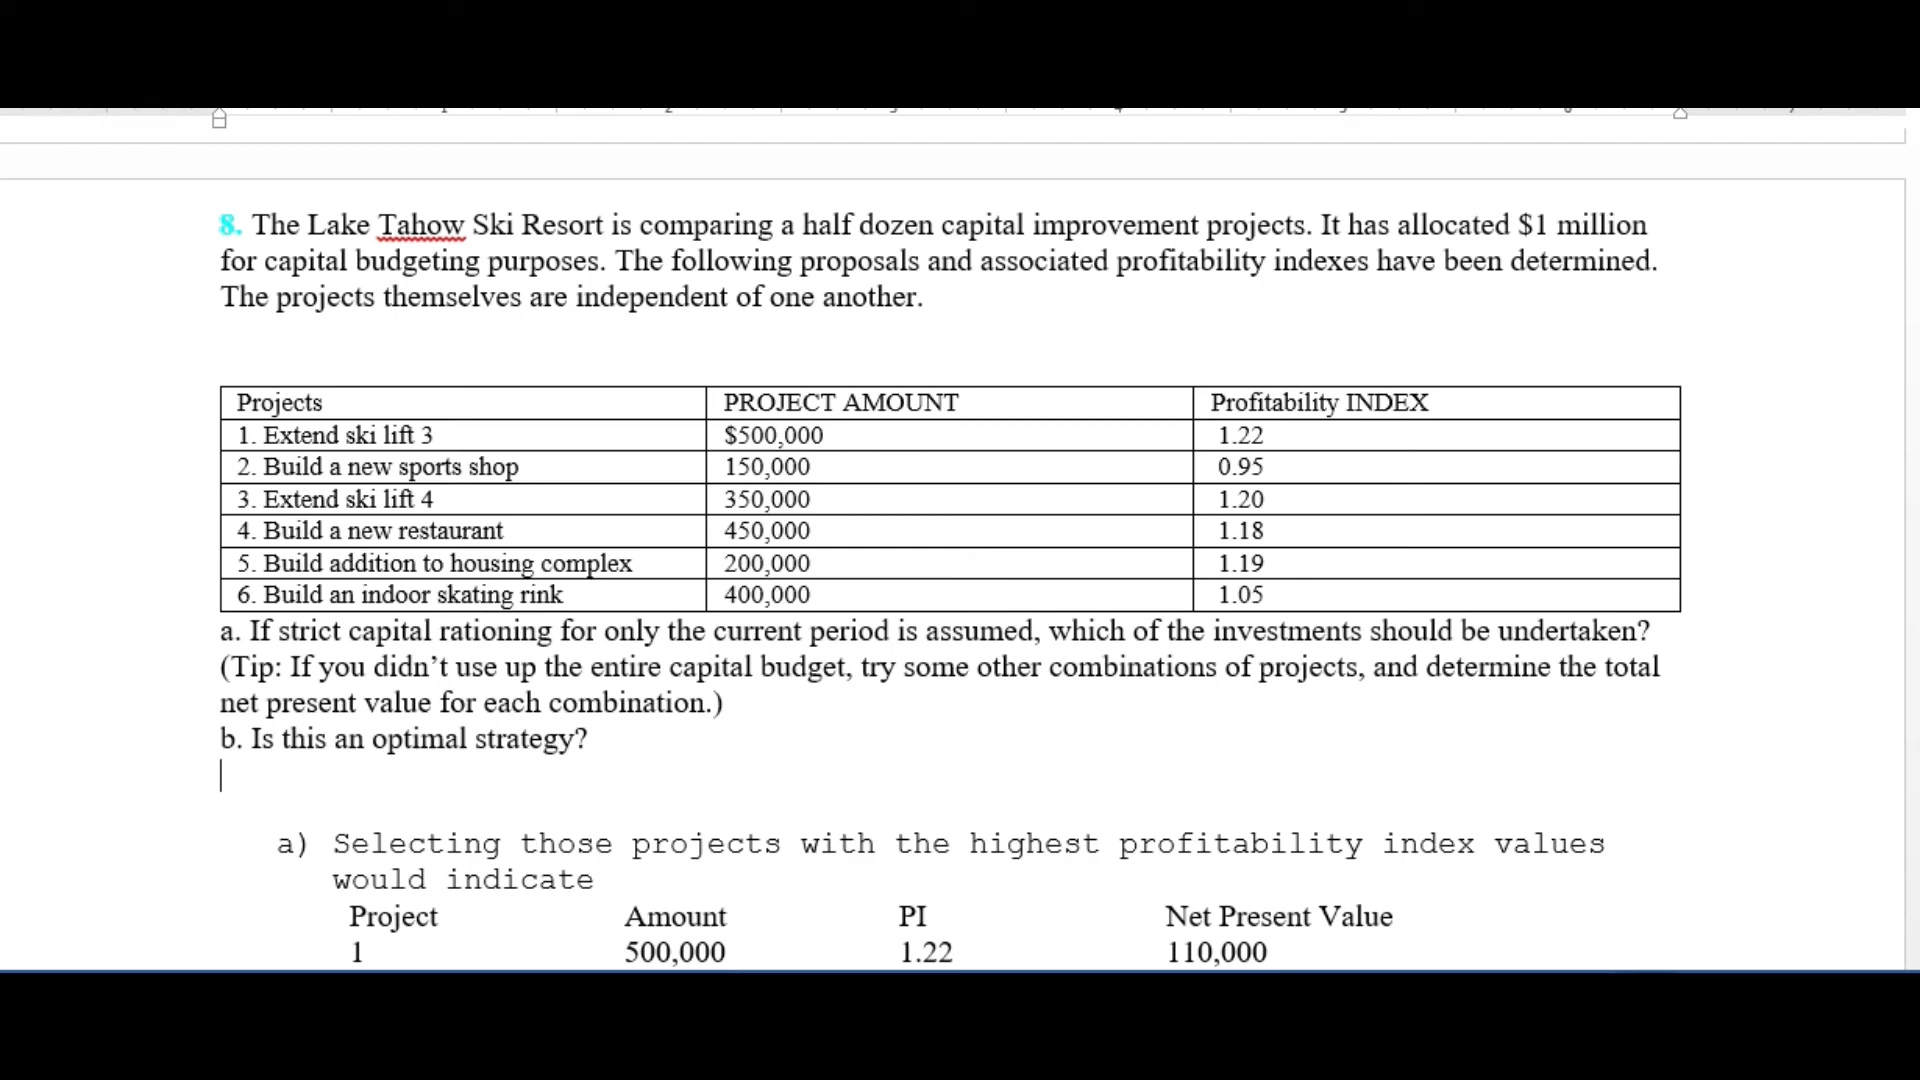 8. The Lake Tahow Ski Resort is comparing a half dozen capital improvement projects. It has allocated $1 million
for capital budgeting purposes. The following proposals and associated profitability indexes have been determined.
The projects themselves are independent of one another.
Projects PROJECT AMOUNT Profitability INDEX
1. Extend ski lift 3 $500,000 1.22
2. Build a new sports shop 150,000 0.95
3. Extend ski lift 4 350,000 1.20
4. Build a new restaurant 450,000 1.18
5. Build addition to housing complex 200,000 1.19
6. Build an indoor skating rink 400,000 1.05
a. If strict capital rationing for only the current period is assumed, which of the investments should be undertaken?
(Tip: If you didn’t use up the entire capital budget, try some other combinations of projects, and determine the total
net present value for each combination.)
b. Is this an optimal strategy?
a) Selecting those projects with the highest profitability index values
would indicate
Project Amount PI Net Present Value
1 500,000 1.22 110,000